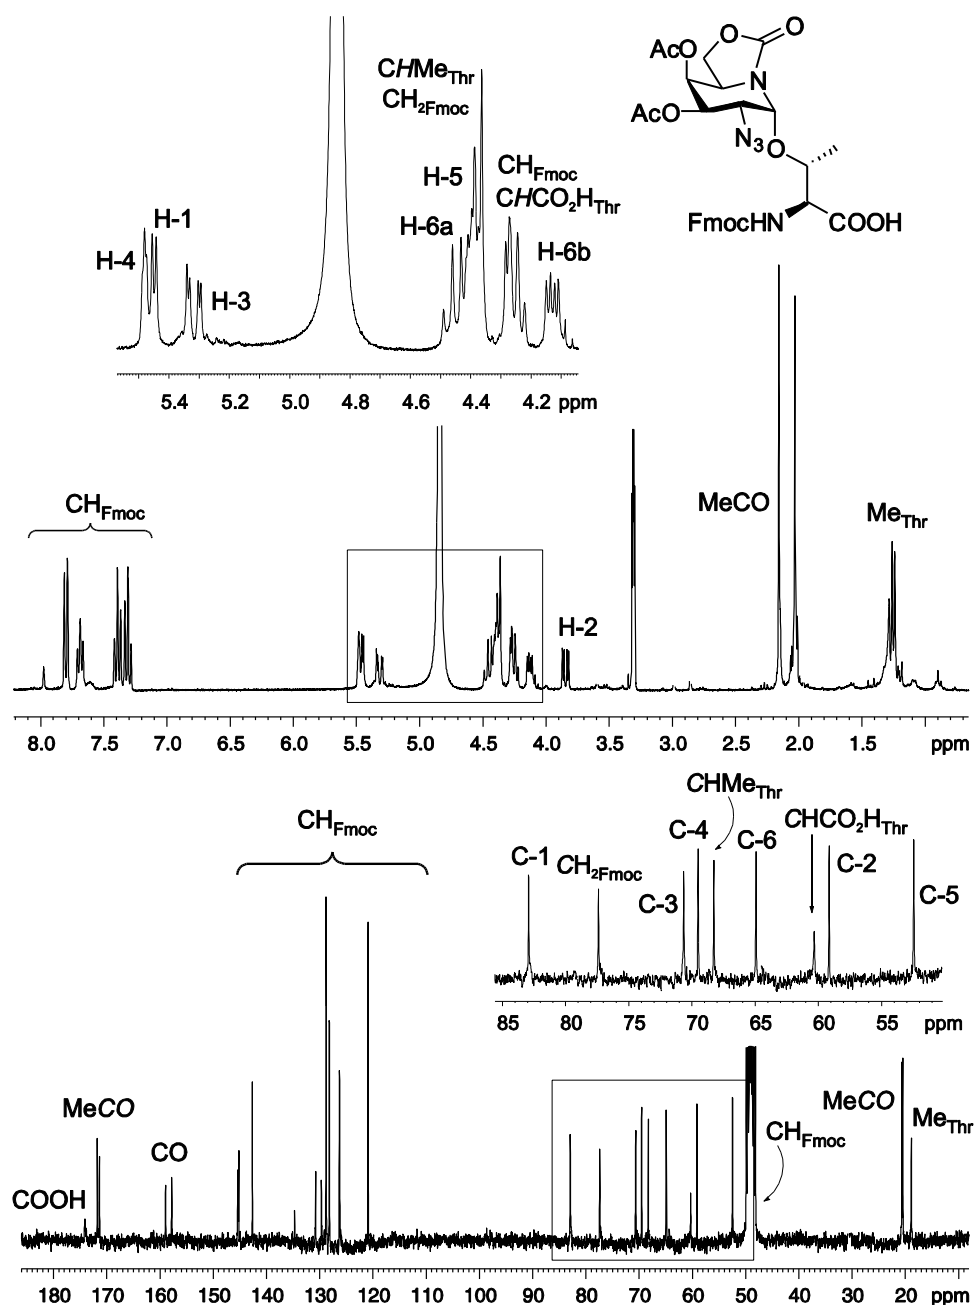 O
O
AcO
N
AcO
N₃
O
FmocHN
COOH
CHMeThr
CH2Fmoc
H-5
CHFmoc
CHCO₂HThr
H-1
H-6a
H-4
H-6b
H-3
5.4 5.2 5.0 4.8 4.6 4.4 4.2 ppm
CHFmoc
MeCO
MeThr
H-2
8.0 7.5 7.0 6.5 6.0 5.5 5.0 4.5 4.0 3.5 3.0 2.5 2.0 1.5 ppm
CHMeThr
CHFmoc
C-4
CHCO₂HThr
C-6
C-1
CH2Fmoc
C-2
C-3
C-5
85 80 75 70 65 60 55 ppm
MeCO
MeCO
MeThr
CO
CHFmoc
COOH
180 170 160 150 140 130 120 110 100 90 80 70 60 50 40 30 20 ppm